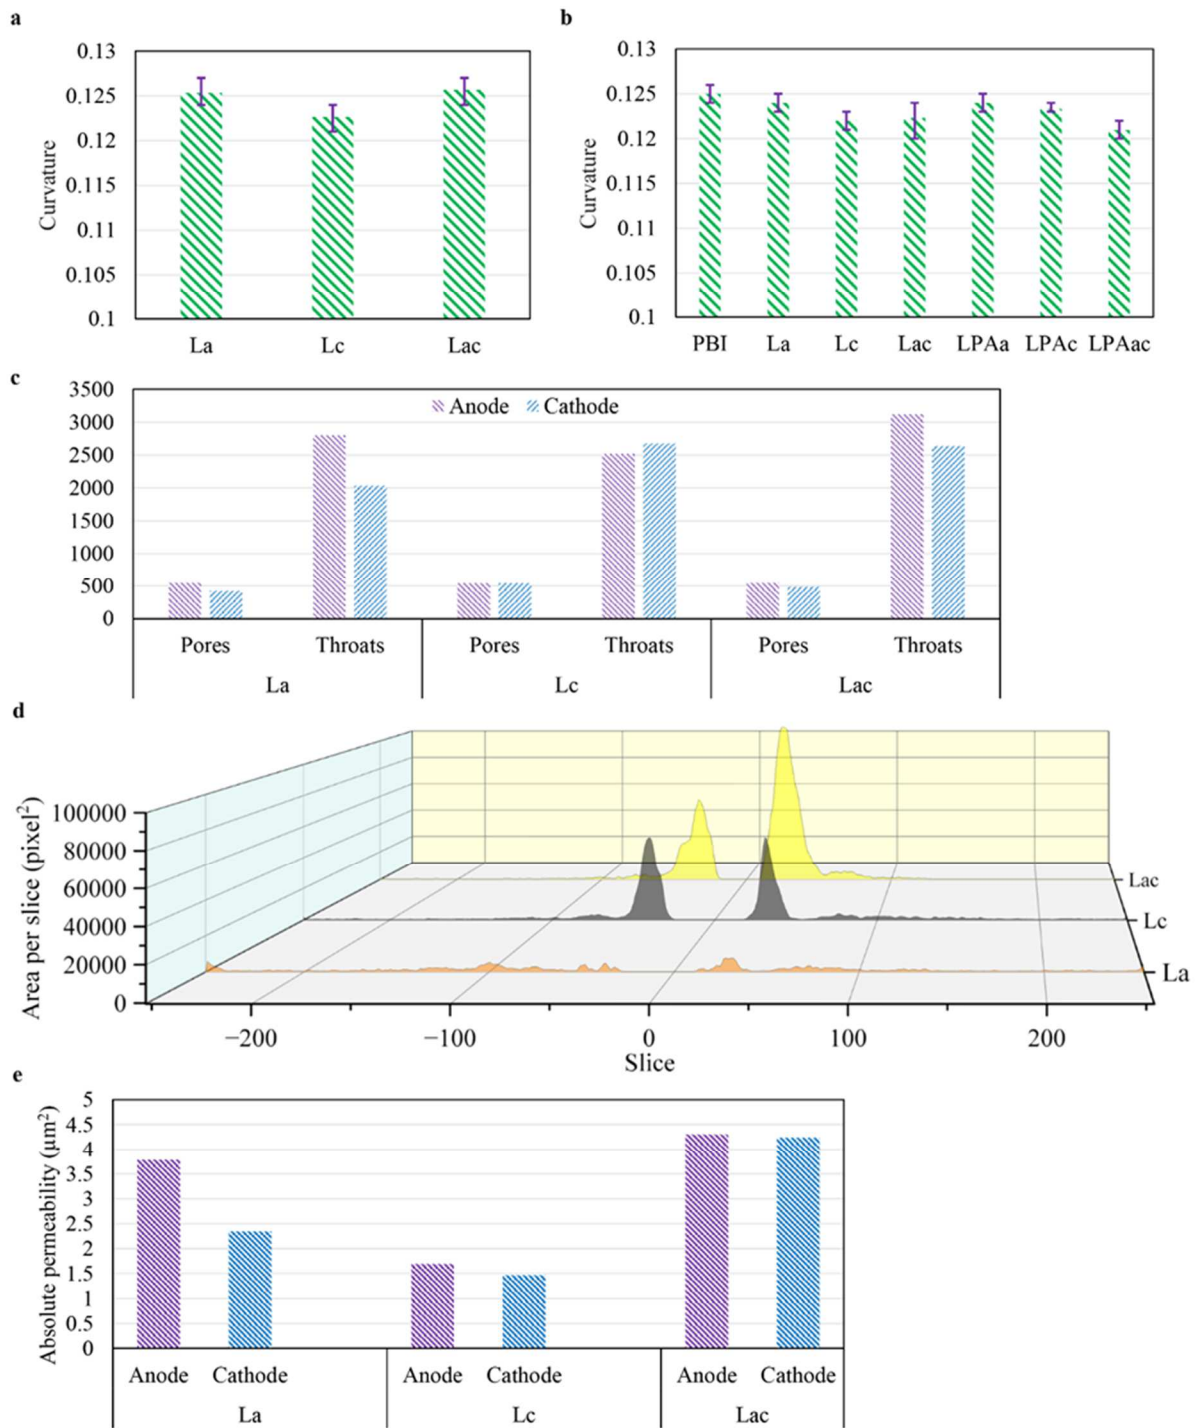 a
Curvature
0.13
0.125
0.12
0.115
0.11
0.105
0.1
La Lc Lac
b
Curvature
0.13
0.125
0.12
0.115
0.11
0.105
0.1
PBI La Lc Lac LPAa LPAc LPAac
c
Anode Cathode
3500
3000
2500
2000
1500
1000
500
0
Pores Throats Pores Throats Pores Throats
La Lc Lac
d
Area per slice (pixel²)
100000
80000
60000
40000
20000
0
Lac
Lc
La
−200 −100 0 100 200
Slice
e
Absolute permeability (µm²)
5
4.5
4
3.5
3
2.5
2
1.5
1
0.5
0
Anode Cathode Anode Cathode Anode Cathode
La Lc Lac